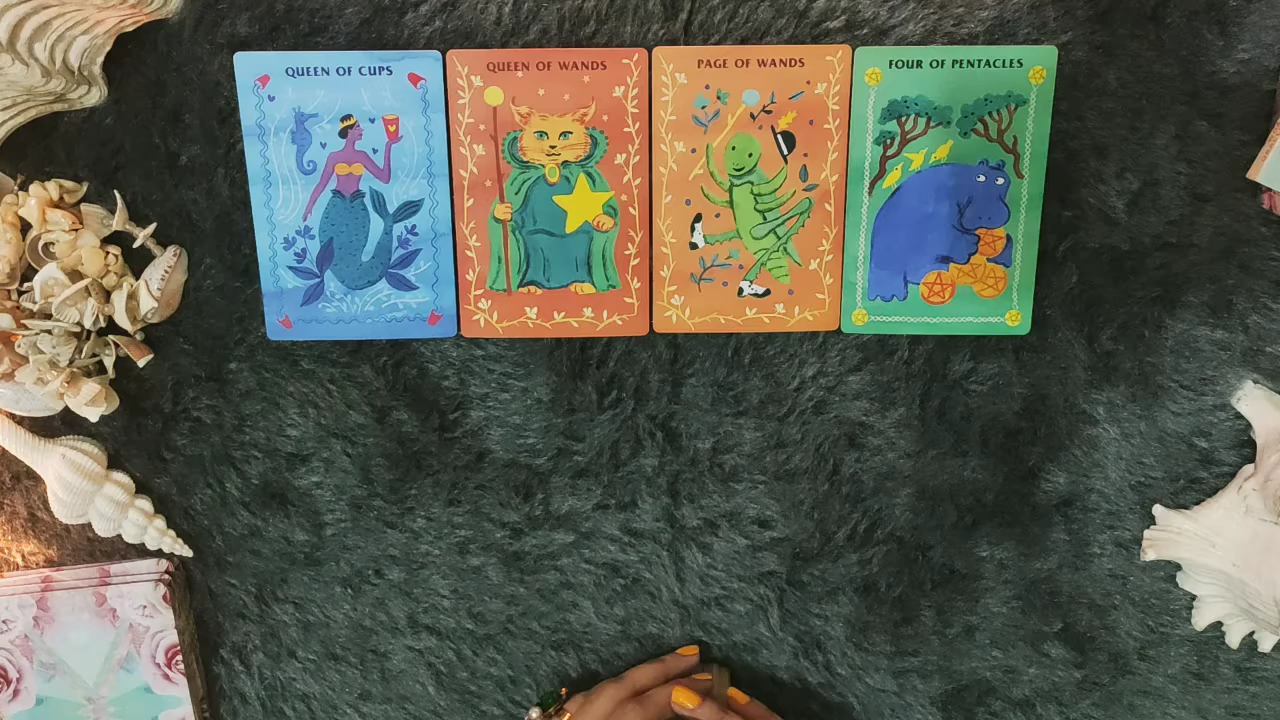 QUEEN OF CUPS
QUEEN OF WANDS
PAGE OF WANDS
FOUR OF PENTACLES